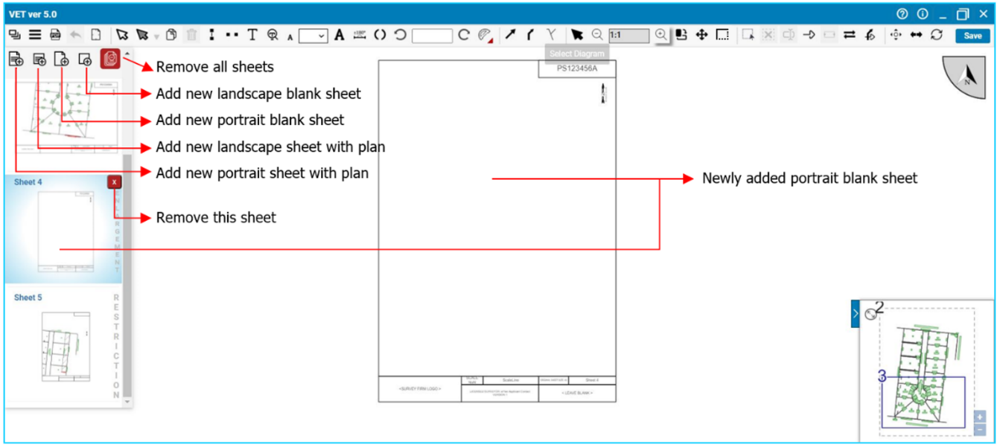 VET ver 5.0
T
A
A
+180°
1:1
Save
Select Diagram
Remove all sheets
Add new landscape blank sheet
Add new portrait blank sheet
Add new landscape sheet with plan
Add new portrait sheet with plan
PS123456A
N
Sheet 4
x
ENLARGEMENT
Remove this sheet
Newly added portrait blank sheet
Sheet 5
RESTRICTION
2
3
ScaleLine
Sheet 4
<SURVEY FIRM LOGO>
< LEAVE BLANK >